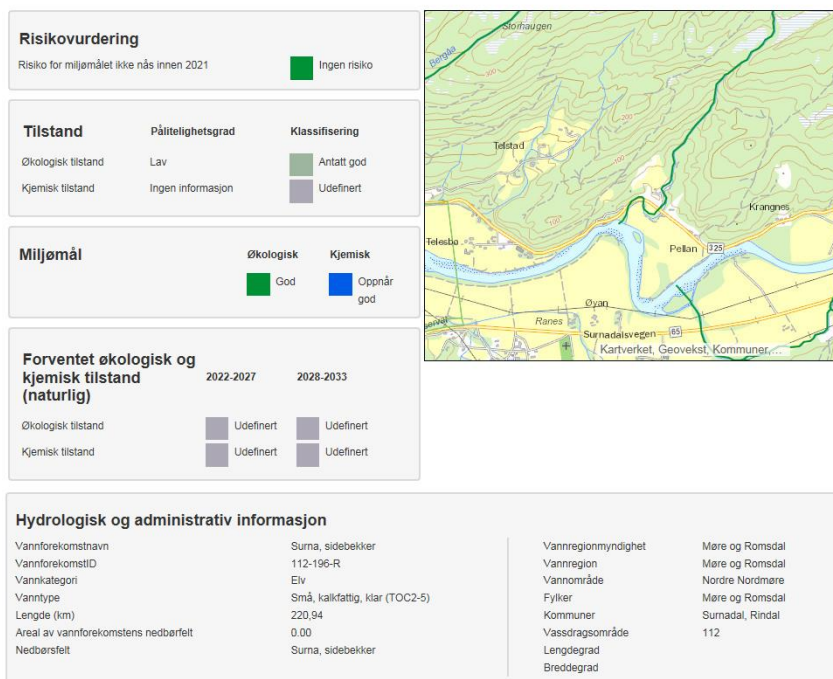 Risikovurdering
Risiko for miljømålet ikke nås innen 2021 Ingen risiko
Tilstand Pålitelighetsgrad Klassifisering
Økologisk tilstand Lav Antatt god
Kjemisk tilstand Ingen informasjon Udefinert
Miljømål Økologisk Kjemisk
God Oppnår
god
Forventet økologisk og
kjemisk tilstand 2022-2027 2028-2033
(naturlig)
Økologisk tilstand Udefinert Udefinert
Kjemisk tilstand Udefinert Udefinert
Storhaugen
Bergåa
300
200
Telstad
100
100
Krangnes
Telesbø
Pellan
325
Øyan
Ranes
Surnadalsvegen
65
Kartverket, Geovekst, Kommuner,...
Hydrologisk og administrativ informasjon
Vannforekomstnavn Surna, sidebekker
VannforekomstID 112-196-R
Vannkategori Elv
Vanntype Små, kalkfattig, klar (TOC2-5)
Lengde (km) 220,94
Areal av vannforekomstens nedbørfelt 0.00
Nedbørsfelt Surna, sidebekker
Vannregionmyndighet Møre og Romsdal
Vannregion Møre og Romsdal
Vannområde Nordre Nordmøre
Fylker Møre og Romsdal
Kommuner Surnadal, Rindal
Vassdragsområde 112
Lengdegrad
Breddegrad